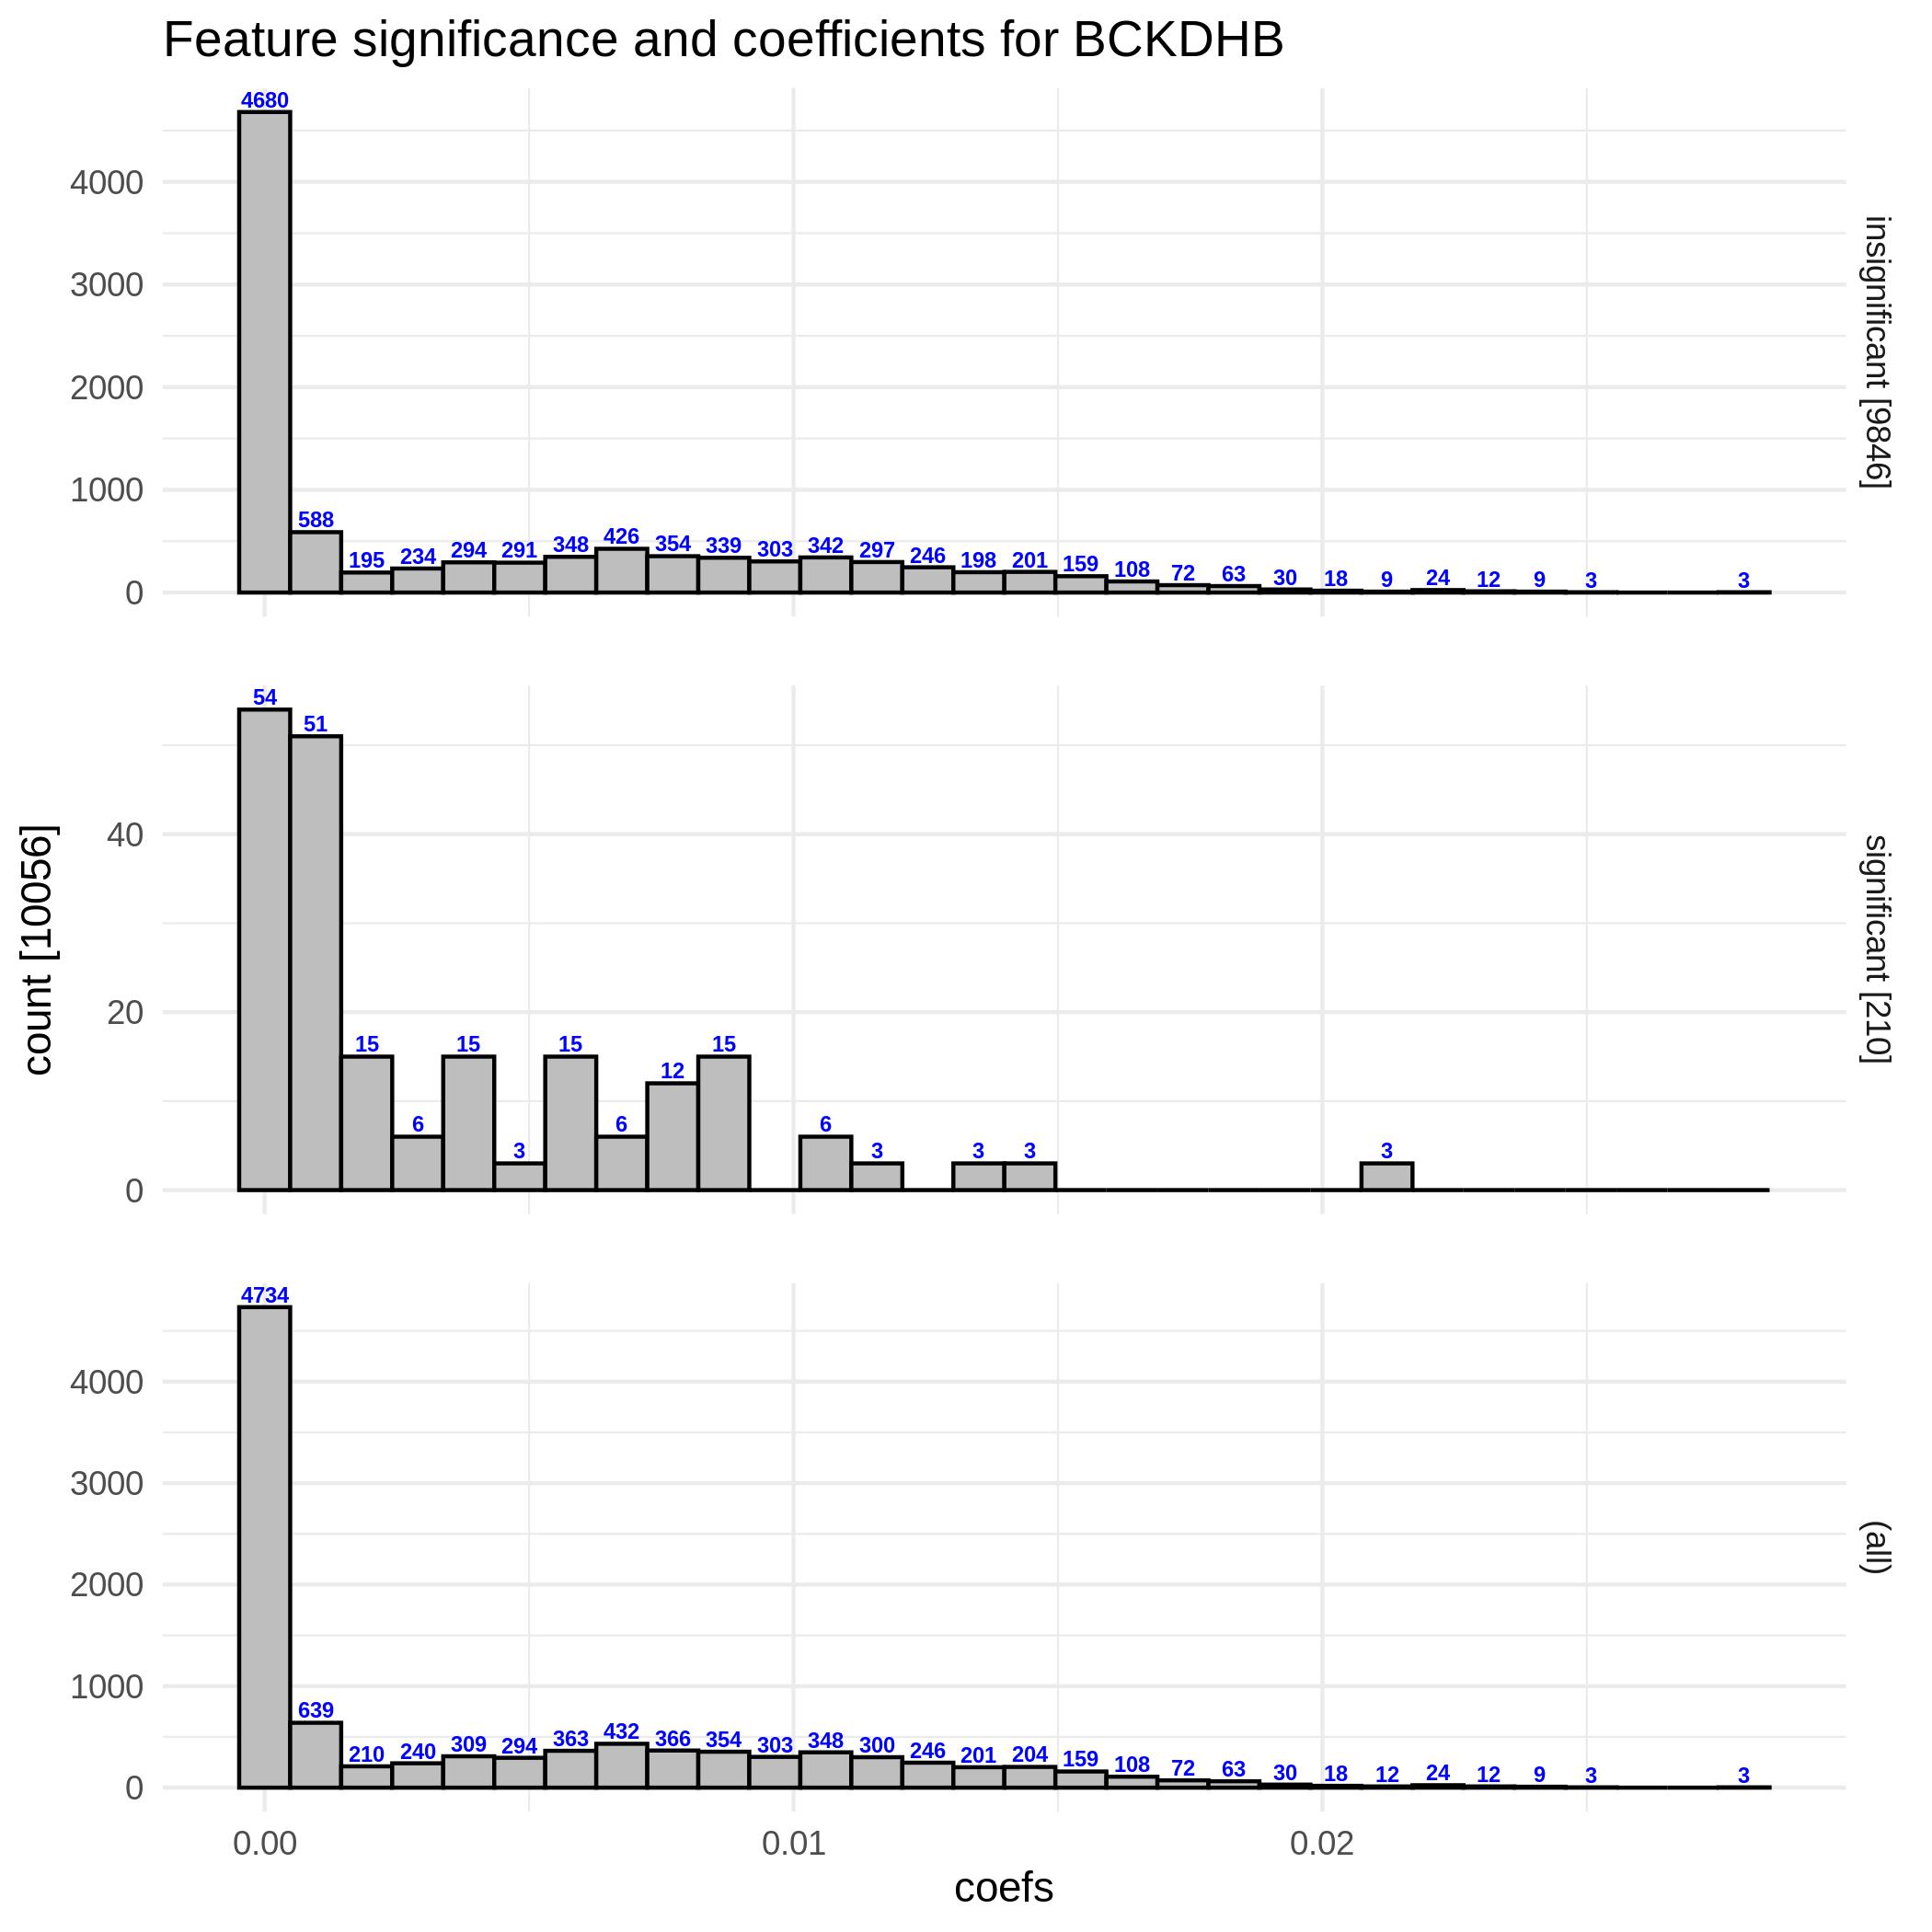 Feature significance and coefficients for BCKDHB
4680
4000
3000
2000
1000
0
588 195 234 294 291 348 426 354 339 303 342 297 246 198 201 159 108 72 63 30 18 9 24 12 9 3 3
insignificant [9846]
count [10056]
54 51
40
20
0
15 6 15 3 15 6 12 15 6 3 3 3 3
significant [210]
4734
4000
3000
2000
1000
0
639 210 240 309 294 363 432 366 354 303 348 300 246 201 204 159 108 72 63 30 18 12 24 12 9 3 3
(all)
0.00 0.01 0.02
coefs